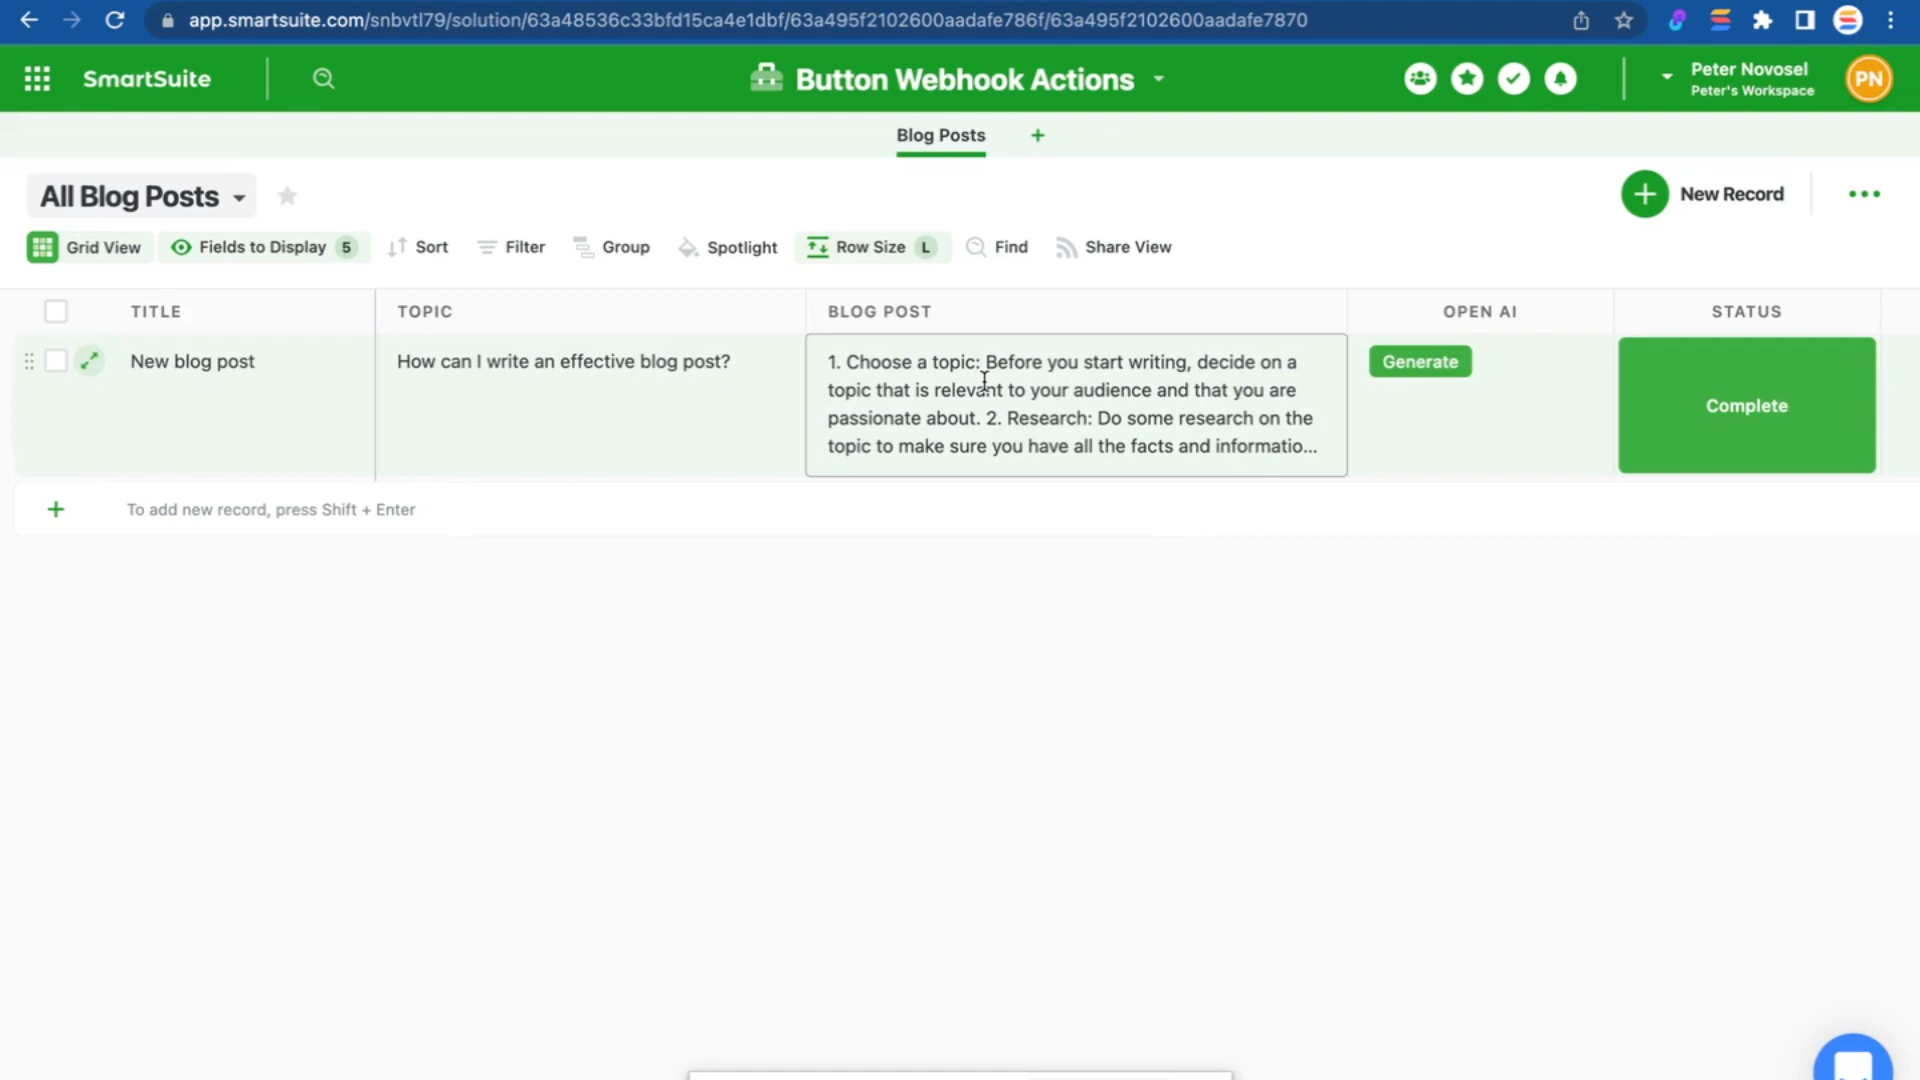 app.smartsuite.com/snbvtl79/solution/63a48536c33bfd15ca4e1dbf/63a495f2102600aadafe786f/63a495f2102600aadafe7870
SmartSuite
Button Webhook Actions
Peter Novosel
Peter's Workspace
PN
Blog Posts
All Blog Posts
New Record
Grid View
Fields to Display 5
Sort
Filter
Group
Spotlight
Row Size L
Find
Share View
TITLE
TOPIC
BLOG POST
OPEN AI
STATUS
New blog post
How can I write an effective blog post?
1. Choose a topic: Before you start writing, decide on a
topic that is relevant to your audience and that you are
passionate about. 2. Research: Do some research on the
topic to make sure you have all the facts and informatio...
Generate
Complete
To add new record, press Shift + Enter